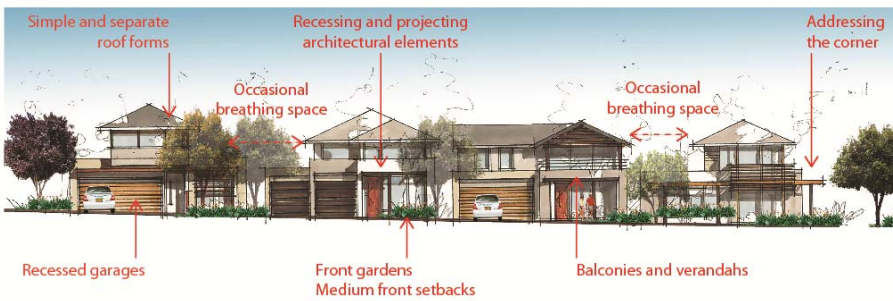 Simple and separate
roof forms
Recessing and projecting
architectural elements
Addressing
the corner
Occasional
breathing space
Occasional
breathing space
Recessed garages
Front gardens
Medium front setbacks
Balconies and verandahs